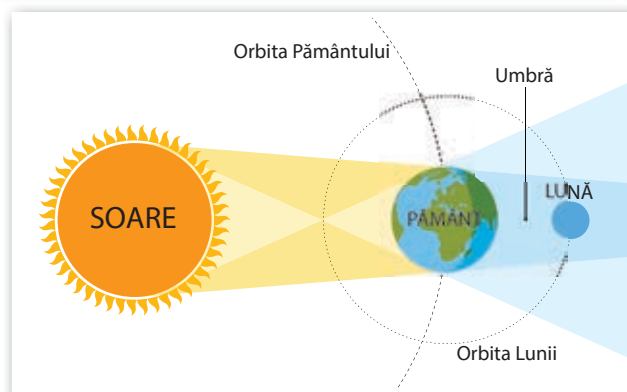 Orbita Pământului
Umbră
LUNĂ
SOARE
PĂMÂNT
Orbita Lunii